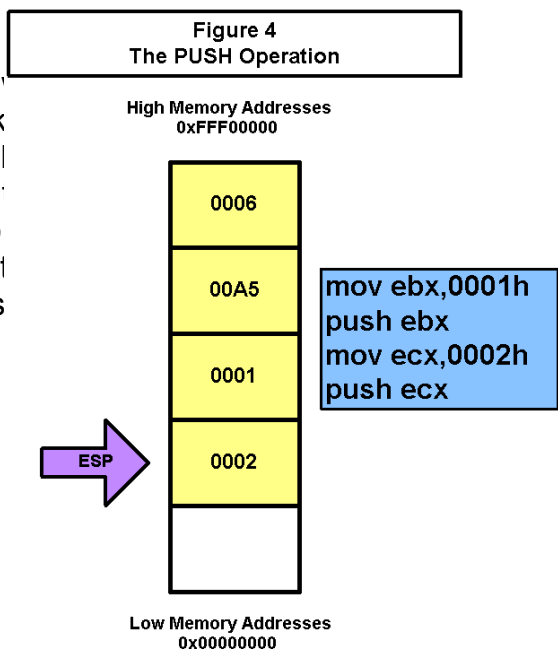 Figure 4
The PUSH Operation
High Memory Addresses
0xFFF00000
0006
00A5
0001
0002
mov ebx,0001h
push ebx
mov ecx,0002h
push ecx
ESP
Low Memory Addresses
0x00000000